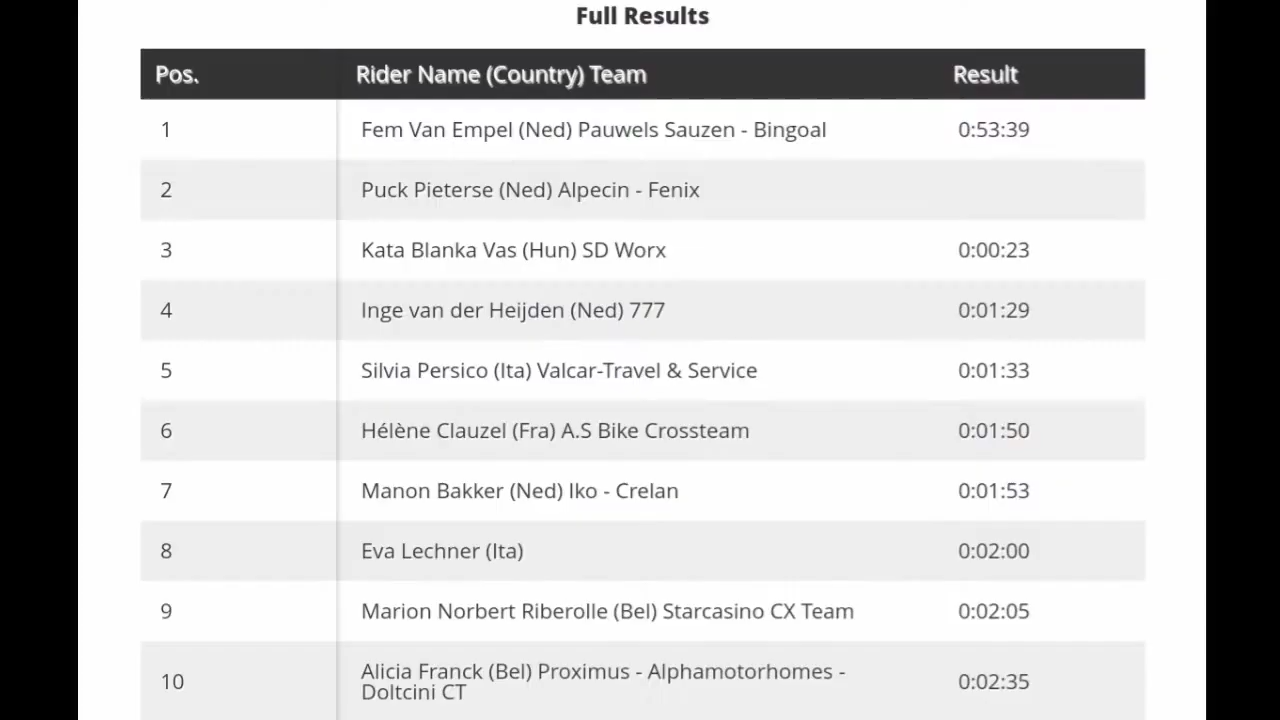 Full Results
Pos. Rider Name (Country) Team Result
1 Fem Van Empel (Ned) Pauwels Sauzen - Bingoal 0:53:39
2 Puck Pieterse (Ned) Alpecin - Fenix
3 Kata Blanka Vas (Hun) SD Worx 0:00:23
4 Inge van der Heijden (Ned) 777 0:01:29
5 Silvia Persico (Ita) Valcar-Travel & Service 0:01:33
6 Hélène Clauzel (Fra) A.S Bike Crossteam 0:01:50
7 Manon Bakker (Ned) Iko - Crelan 0:01:53
8 Eva Lechner (Ita) 0:02:00
9 Marion Norbert Riberolle (Bel) Starcasino CX Team 0:02:05
10 Alicia Franck (Bel) Proximus - Alphamotorhomes - 0:02:35
Doltcini CT